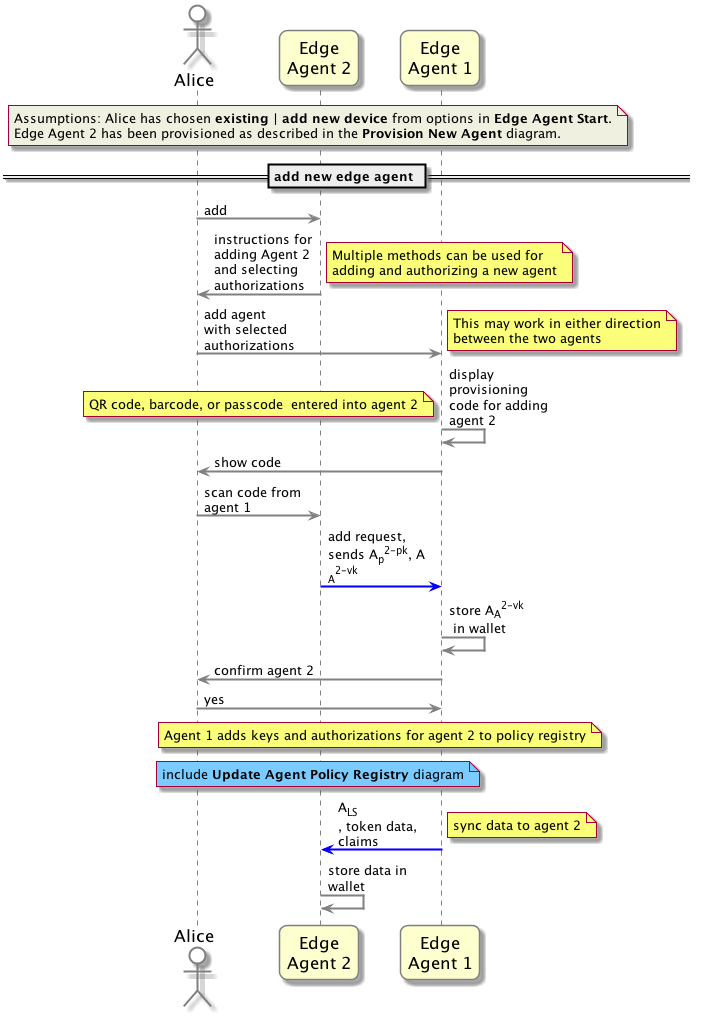 Alice
Edge
Agent 2
Edge
Agent 1
Assumptions: Alice has chosen existing | add new device from options in Edge Agent Start.
Edge Agent 2 has been provisioned as described in the Provision New Agent diagram.
add new edge agent
add
instructions for
adding Agent 2
and selecting
authorizations
Multiple methods can be used for
adding and authorizing a new agent
add agent
with selected
authorizations
This may work in either direction
between the two agents
display
provisioning
code for adding
agent 2
QR code, barcode, or passcode  entered into agent 2
show code
scan code from
agent 1
add request,
sends Ap2-pk, A
A2-vk
store AA2-vk
in wallet
confirm agent 2
yes
Agent 1 adds keys and authorizations for agent 2 to policy registry
include Update Agent Policy Registry diagram
ALS
, token data,
claims
sync data to agent 2
store data in
wallet
Alice
Edge
Agent 2
Edge
Agent 1